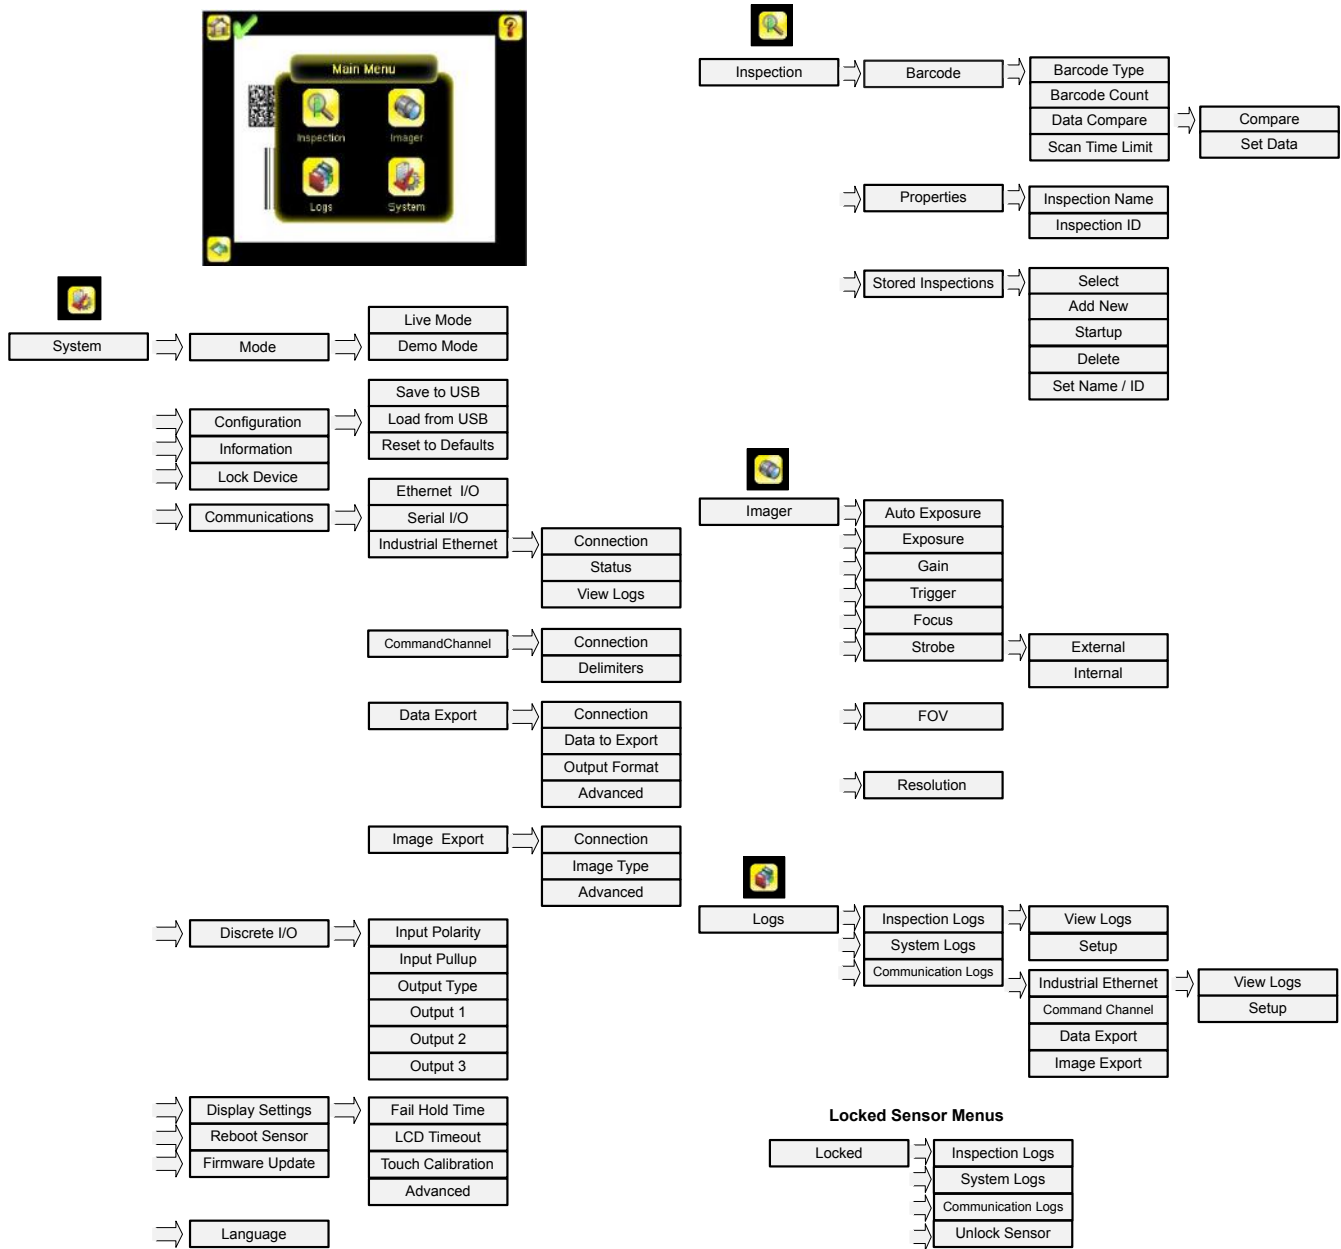 Main Menu
Inspection
Imager
Logs
System
System
Mode
Live Mode
Demo Mode
Configuration
Information
Lock Device
Save to USB
Load from USB
Reset to Defaults
Communications
Ethernet I/O
Serial I/O
Industrial Ethernet
Connection
Status
View Logs
CommandChannel
Connection
Delimiters
Data Export
Connection
Data to Export
Output Format
Advanced
Image Export
Connection
Image Type
Advanced
Discrete I/O
Input Polarity
Input Pullup
Output Type
Output 1
Output 2
Output 3
Display Settings
Reboot Sensor
Firmware Update
Fail Hold Time
LCD Timeout
Touch Calibration
Advanced
Language
Inspection
Barcode
Barcode Type
Barcode Count
Data Compare
Scan Time Limit
Compare
Set Data
Properties
Inspection Name
Inspection ID
Stored Inspections
Select
Add New
Startup
Delete
Set Name / ID
Imager
Auto Exposure
Exposure
Gain
Trigger
Focus
Strobe
External
Internal
FOV
Resolution
Logs
Inspection Logs
System Logs
Communication Logs
View Logs
Setup
Industrial Ethernet
Command Channel
Data Export
Image Export
View Logs
Setup
Locked Sensor Menus
Locked
Inspection Logs
System Logs
Communication Logs
Unlock Sensor